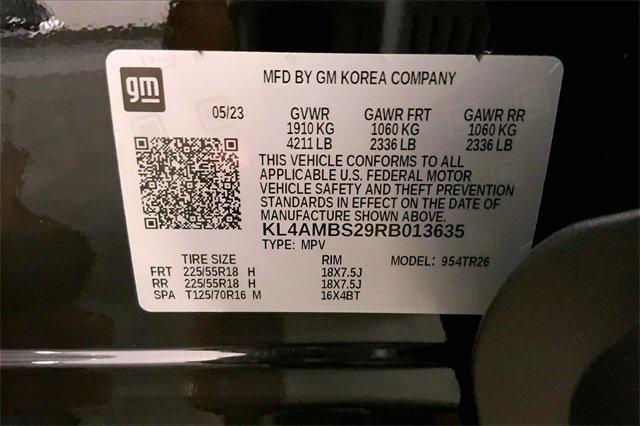 gm
MFD BY GM KOREA COMPANY
05/23 GVWR GAWR FRT GAWR RR
1910 KG 1060 KG 1060 KG
4211 LB 2336 LB 2336 LB
THIS VEHICLE CONFORMS TO ALL
APPLICABLE U.S. FEDERAL MOTOR
VEHICLE SAFETY AND THEFT PREVENTION
STANDARDS IN EFFECT ON THE DATE OF
MANUFACTURE SHOWN ABOVE.
KL4AMBS29RB013635
TYPE: MPV
TIRE SIZE RIM MODEL: 954TR26
FRT 225/55R18 H 18X7.5J
RR 225/55R18 H 18X7.5J
SPA T125/70R16 M 16X4BT